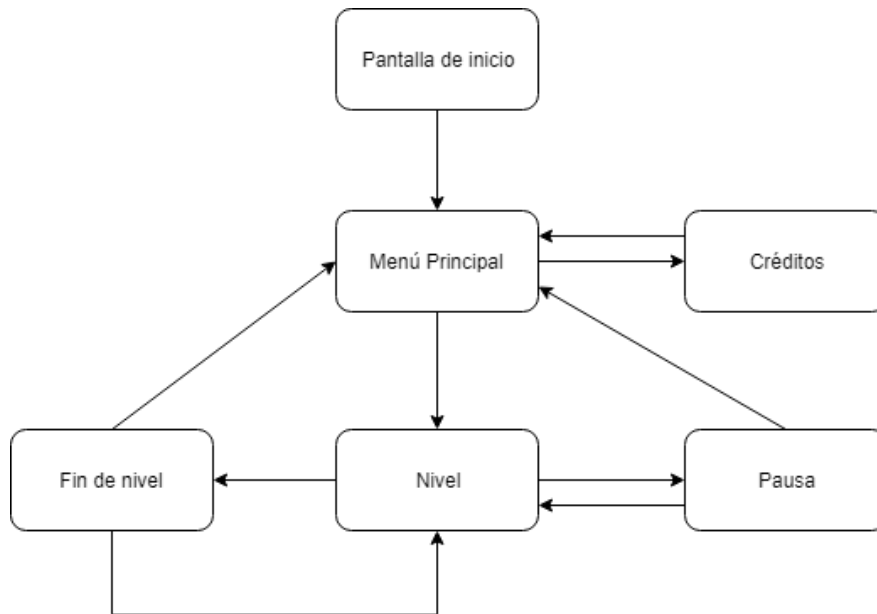 Pantalla de inicio
Menú Principal
Créditos
Fin de nivel
Nivel
Pausa